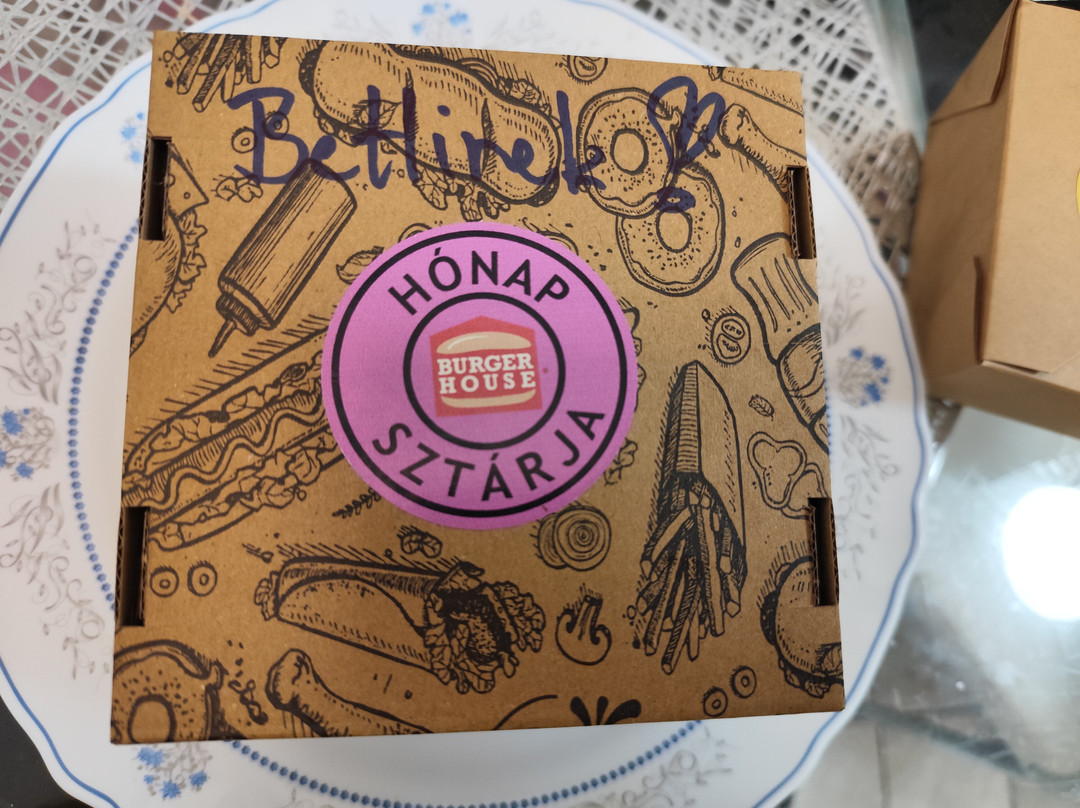 Betlinek
HÓNAP
BURGER
HOUSE
SZTÁRJA